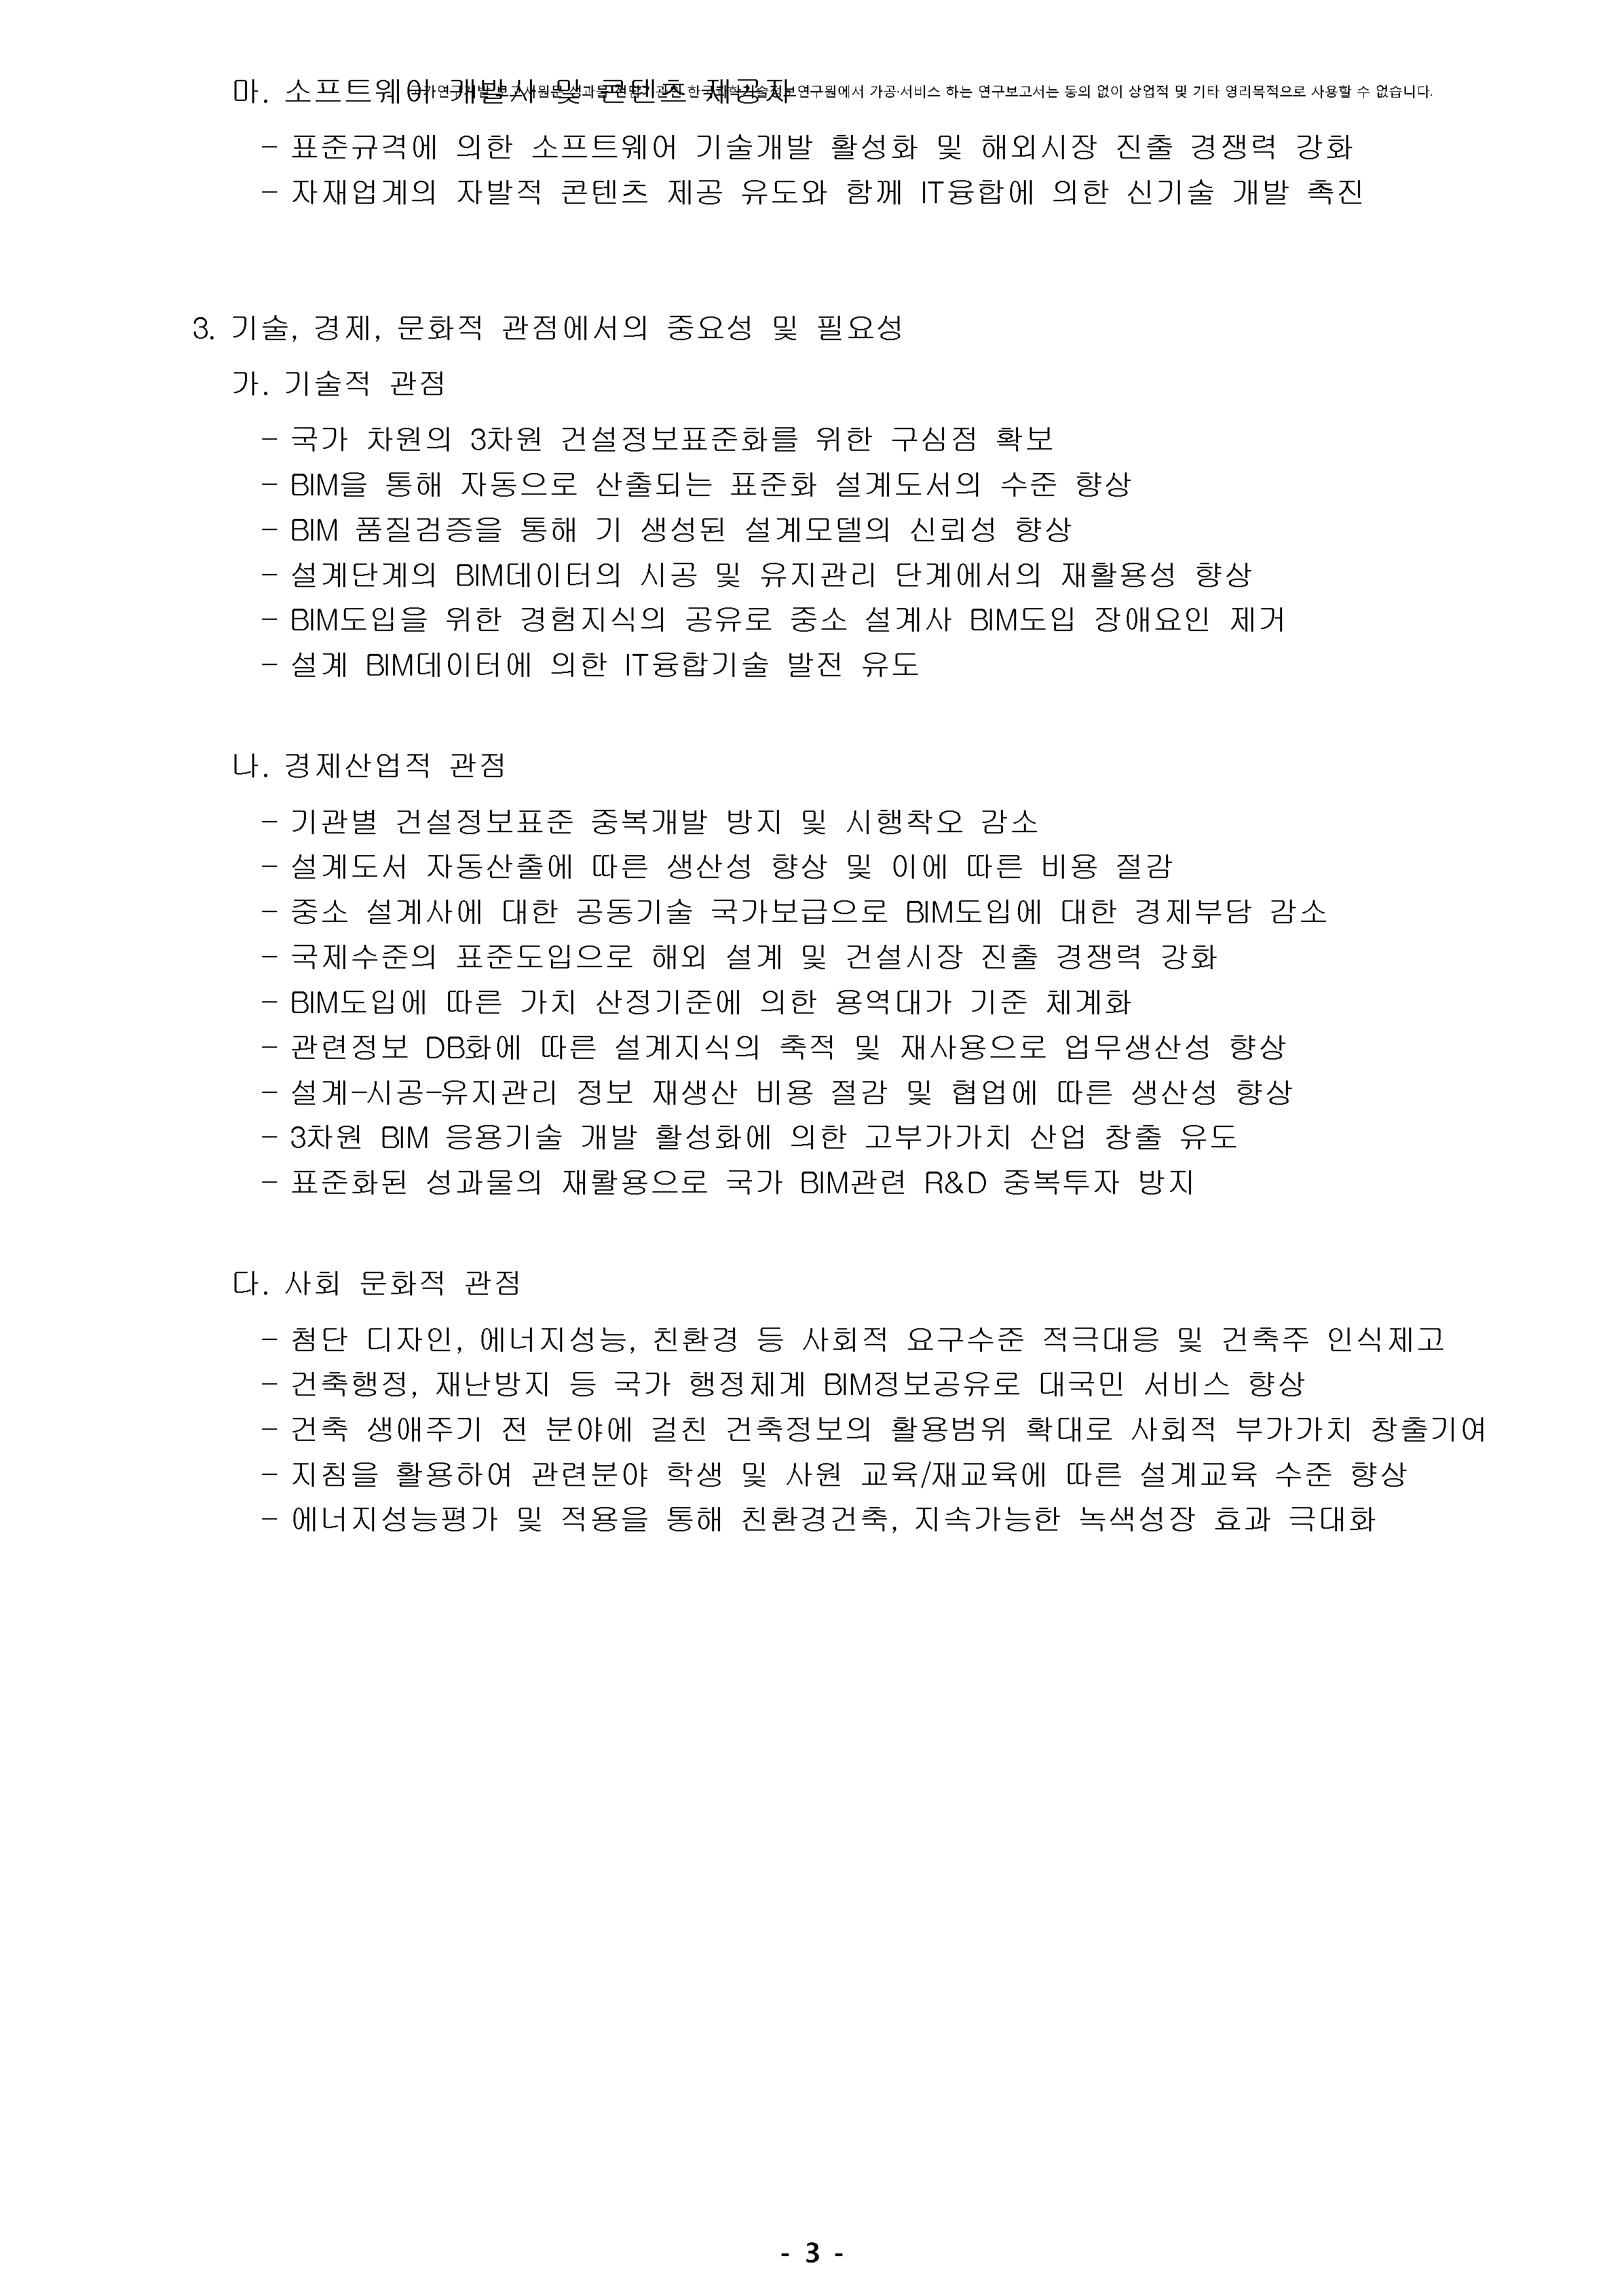 마. 소프트웨어 개발사 및 콘텐츠 제공자
국가연구개발 보고서원문 성과물 전담기관인 한국과학기술정보연구원에서 가공·서비스 하는 연구보고서는 동의 없이 상업적 및 기타 영리목적으로 사용할 수 없습니다.
- 표준규격에 의한 소프트웨어 기술개발 활성화 및 해외시장 진출 경쟁력 강화
- 자재업계의 자발적 콘텐츠 제공 유도와 함께 IT융합에 의한 신기술 개발 촉진
3. 기술, 경제, 문화적 관점에서의 중요성 및 필요성
가. 기술적 관점
- 국가 차원의 3차원 건설정보표준화를 위한 구심점 확보
- BIM을 통해 자동으로 산출되는 표준화 설계도서의 수준 향상
- BIM 품질검증을 통해 기 생성된 설계모델의 신뢰성 향상
- 설계단계의 BIM데이터의 시공 및 유지관리 단계에서의 재활용성 향상
- BIM도입을 위한 경험지식의 공유로 중소 설계사 BIM도입 장애요인 제거
- 설계 BIM데이터에 의한 IT융합기술 발전 유도
나. 경제산업적 관점
- 기관별 건설정보표준 중복개발 방지 및 시행착오 감소
- 설계도서 자동산출에 따른 생산성 향상 및 이에 따른 비용 절감
- 중소 설계사에 대한 공동기술 국가보급으로 BIM도입에 대한 경제부담 감소
- 국제수준의 표준도입으로 해외 설계 및 건설시장 진출 경쟁력 강화
- BIM도입에 따른 가치 산정기준에 의한 용역대가 기준 체계화
- 관련정보 DB화에 따른 설계지식의 축적 및 재사용으로 업무생산성 향상
- 설계-시공-유지관리 정보 재생산 비용 절감 및 협업에 따른 생산성 향상
- 3차원 BIM 응용기술 개발 활성화에 의한 고부가가치 산업 창출 유도
- 표준화된 성과물의 재활용으로 국가 BIM관련 R&D 중복투자 방지
다. 사회 문화적 관점
- 첨단 디자인, 에너지성능, 친환경 등 사회적 요구수준 적극대응 및 건축주 인식제고
- 건축행정, 재난방지 등 국가 행정체계 BIM정보공유로 대국민 서비스 향상
- 건축 생애주기 전 분야에 걸친 건축정보의 활용범위 확대로 사회적 부가가치 창출기여
- 지침을 활용하여 관련분야 학생 및 사원 교육/재교육에 따른 설계교육 수준 향상
- 에너지성능평가 및 적용을 통해 친환경건축, 지속가능한 녹색성장 효과 극대화
- 3 -